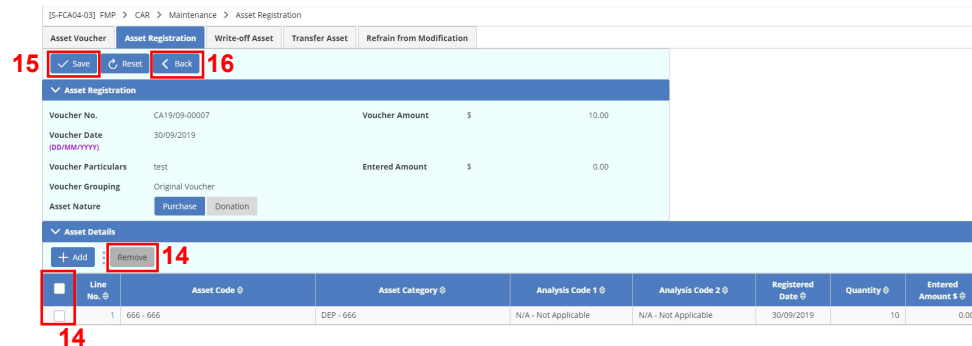 [S-FCA04-03] FMP > CAR > Maintenance > Asset Registration
Asset Voucher Asset Registration Write-off Asset Transfer Asset Refrain from Modification
15 Save Reset Back 16
Asset Registration
Voucher No. CA19/09-00007 Voucher Amount $ 10.00
Voucher Date 30/09/2019
(DD/MM/YYYY)
Voucher Particulars test Entered Amount $ 0.00
Voucher Grouping Original Voucher
Asset Nature Purchase Donation
Asset Details
+ Add Remove 14
Line No. Asset Code Asset Category Analysis Code 1 Analysis Code 2 Registered Date Quantity Entered Amount $
1 666 - 666 DEP - 666 N/A - Not Applicable N/A - Not Applicable 30/09/2019 10 0.00
14